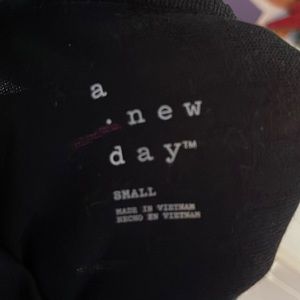 a
new
day™
SMALL
MADE IN VIETNAM
HECHO EN VIETNAM